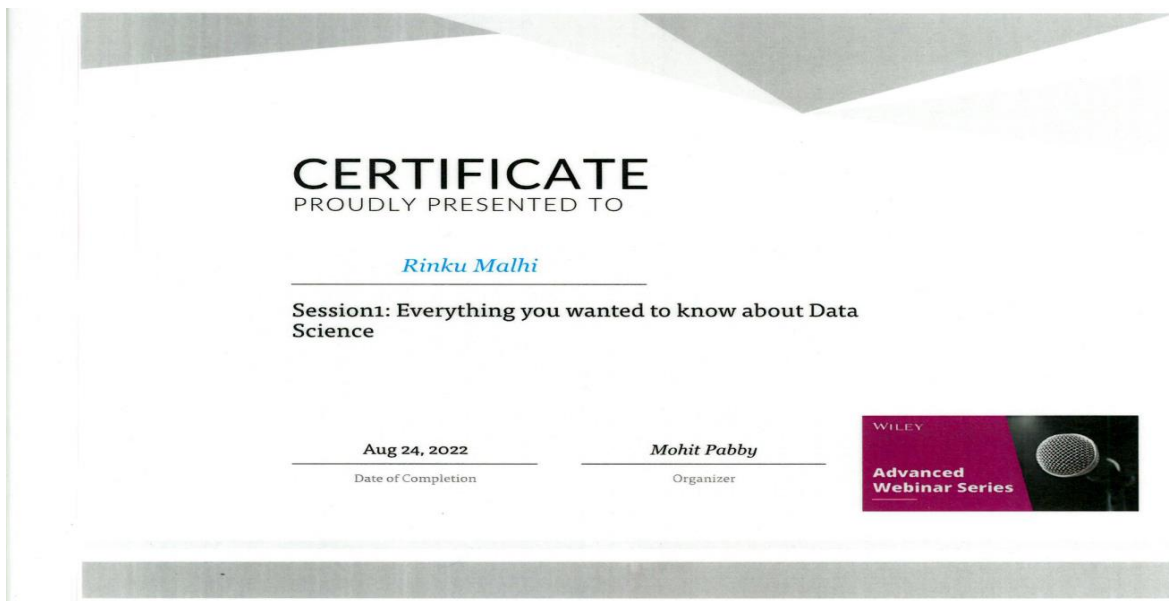 CERTIFICATE
PROUDLY PRESENTED TO
Rinku Malhi
Session1: Everything you wanted to know about Data
Science
Aug 24, 2022
Date of Completion
Mohit Pabby
Organizer
WILEY
Advanced
Webinar Series